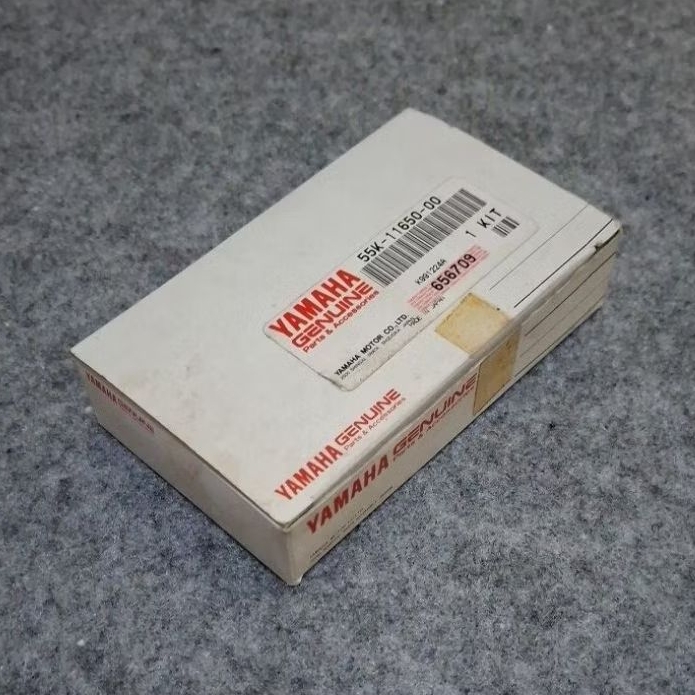 YAMAHA
GENUINE
Parts & Accessories
55K-11650-00
1 KIT
K991224A
656709
YAMAHA MOTOR CO.,LTD.
YAMAHA GENUINE
Parts & Accessories
YAMAHA GENUINE